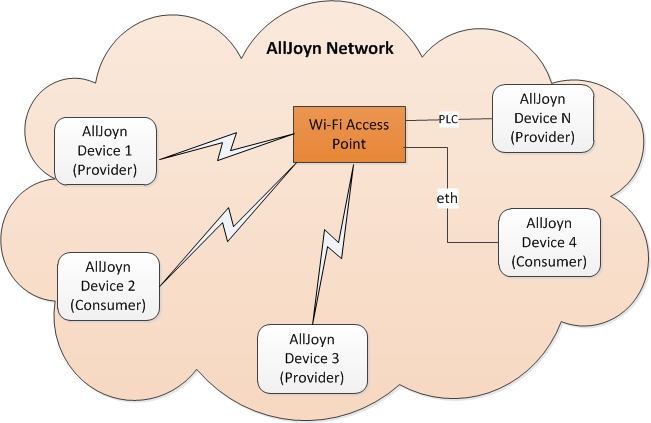 AllJoyn Network
AllJoyn
Device 1
(Provider)
Wi-Fi Access
Point
PLC
AllJoyn
Device N
(Provider)
eth
AllJoyn
Device 4
(Consumer)
AllJoyn
Device 2
(Consumer)
AllJoyn
Device 3
(Provider)